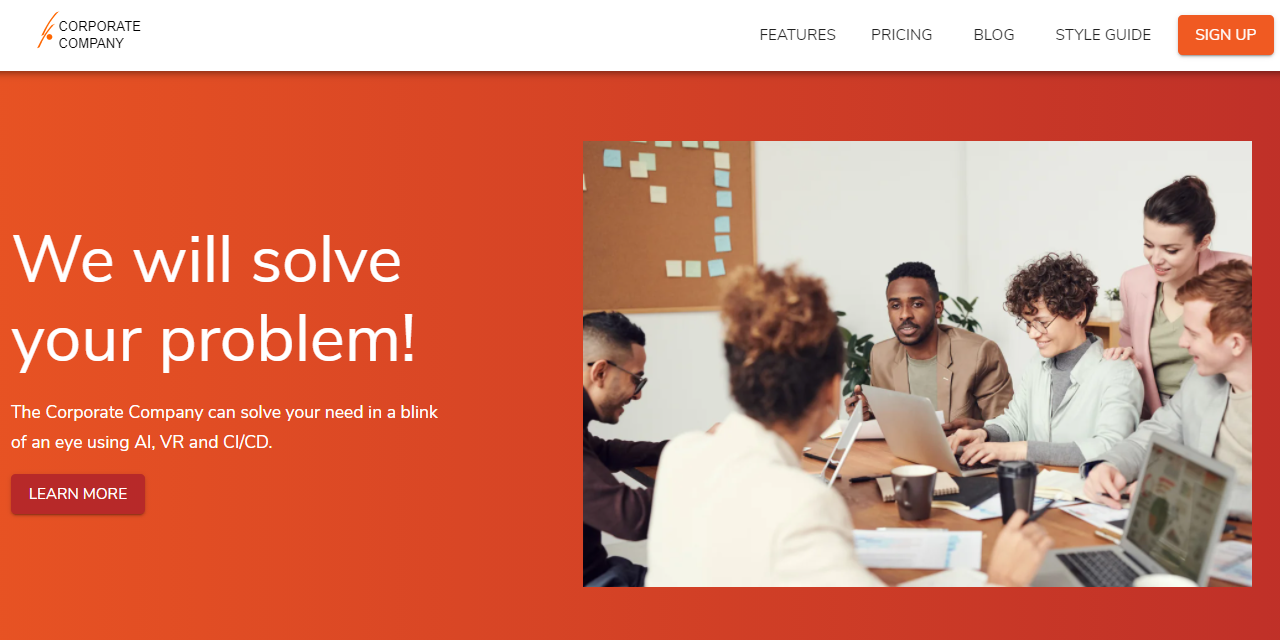 CORPORATE
COMPANY
FEATURES PRICING BLOG STYLE GUIDE SIGN UP
We will solve
your problem!
The Corporate Company can solve your need in a blink
of an eye using AI, VR and CI/CD.
LEARN MORE